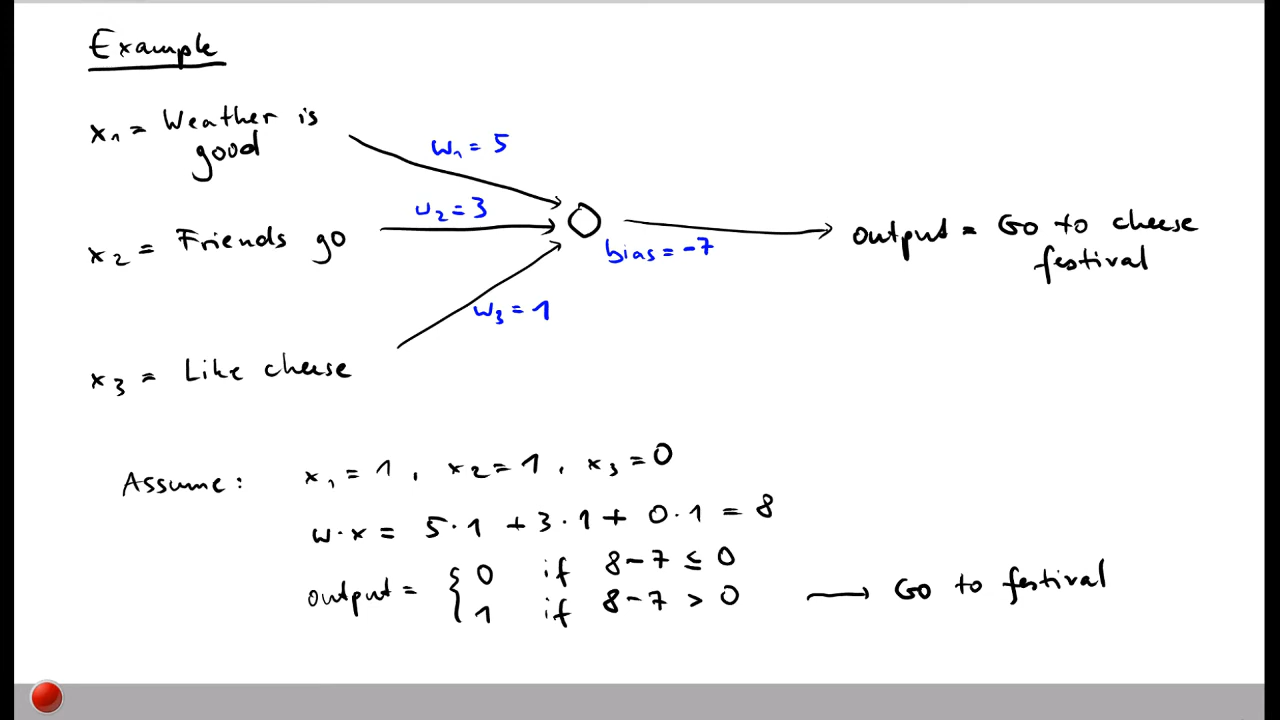 Example
x₁ = Weather is
good
w₁ = 5
w₂ = 3
x₂ = Friends go
bias = -7
output = Go to cheese
festival
w₃ = 1
x₃ = Like cheese
Assume: x₁ = 1, x₂ = 1, x₃ = 0
w·x = 5·1 + 3·1 + 0·1 = 8
output = { 0 if 8-7 ≤ 0
1 if 8-7 > 0 → Go to festival